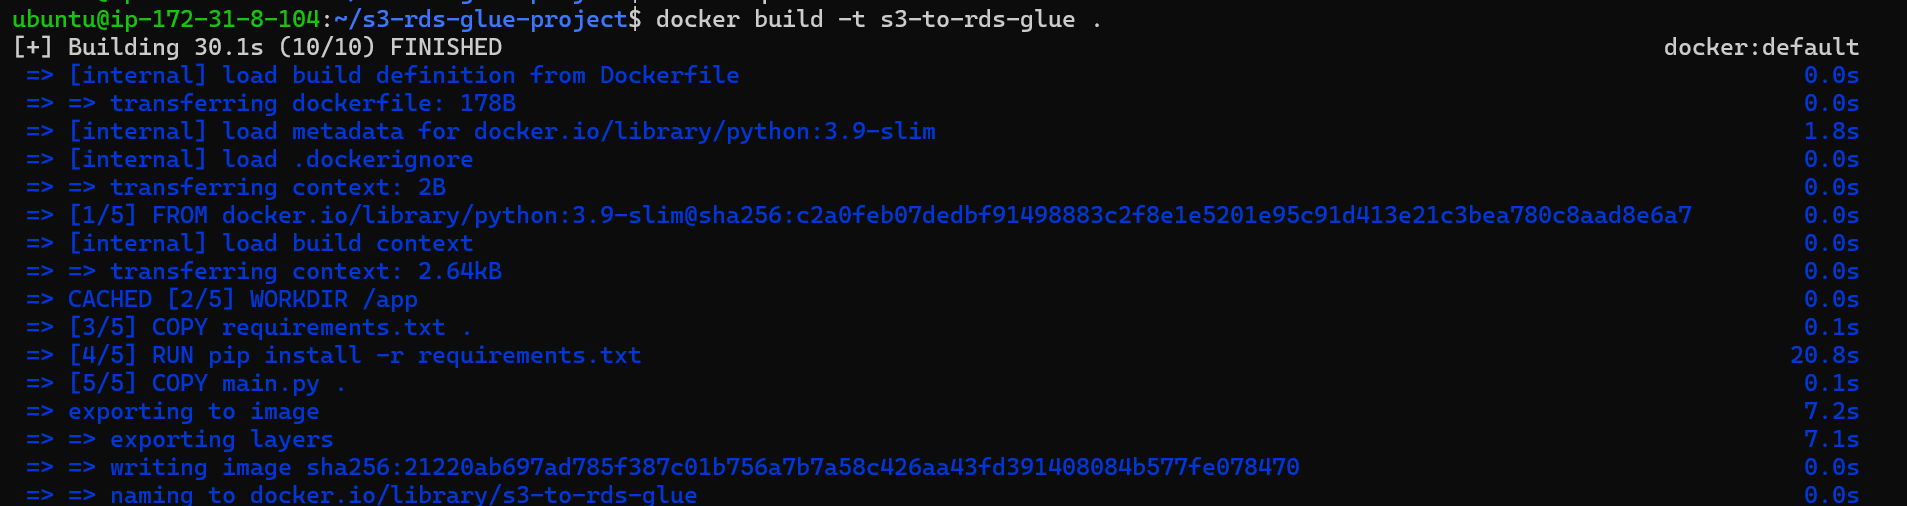 ubuntu@ip-172-31-8-104:~/s3-rds-glue-project$ docker build -t s3-to-rds-glue .
[+] Building 30.1s (10/10) FINISHED docker:default
=> [internal] load build definition from Dockerfile 0.0s
=> => transferring dockerfile: 178B 0.0s
=> [internal] load metadata for docker.io/library/python:3.9-slim 1.8s
=> [internal] load .dockerignore 0.0s
=> => transferring context: 2B 0.0s
=> [1/5] FROM docker.io/library/python:3.9-slim@sha256:c2a0feb07dedbf91498883c2f8e1e5201e95c91d413e21c3bea780c8aad8e6a7 0.0s
=> [internal] load build context 0.0s
=> => transferring context: 2.64kB 0.0s
=> CACHED [2/5] WORKDIR /app 0.0s
=> [3/5] COPY requirements.txt . 0.1s
=> [4/5] RUN pip install -r requirements.txt 20.8s
=> [5/5] COPY main.py . 0.1s
=> exporting to image 7.2s
=> => exporting layers 7.1s
=> => writing image sha256:21220ab697ad785f387c01b756a7b7a58c426aa43fd391408084b577fe078470 0.0s
=> => naming to docker.io/library/s3-to-rds-glue 0.0s